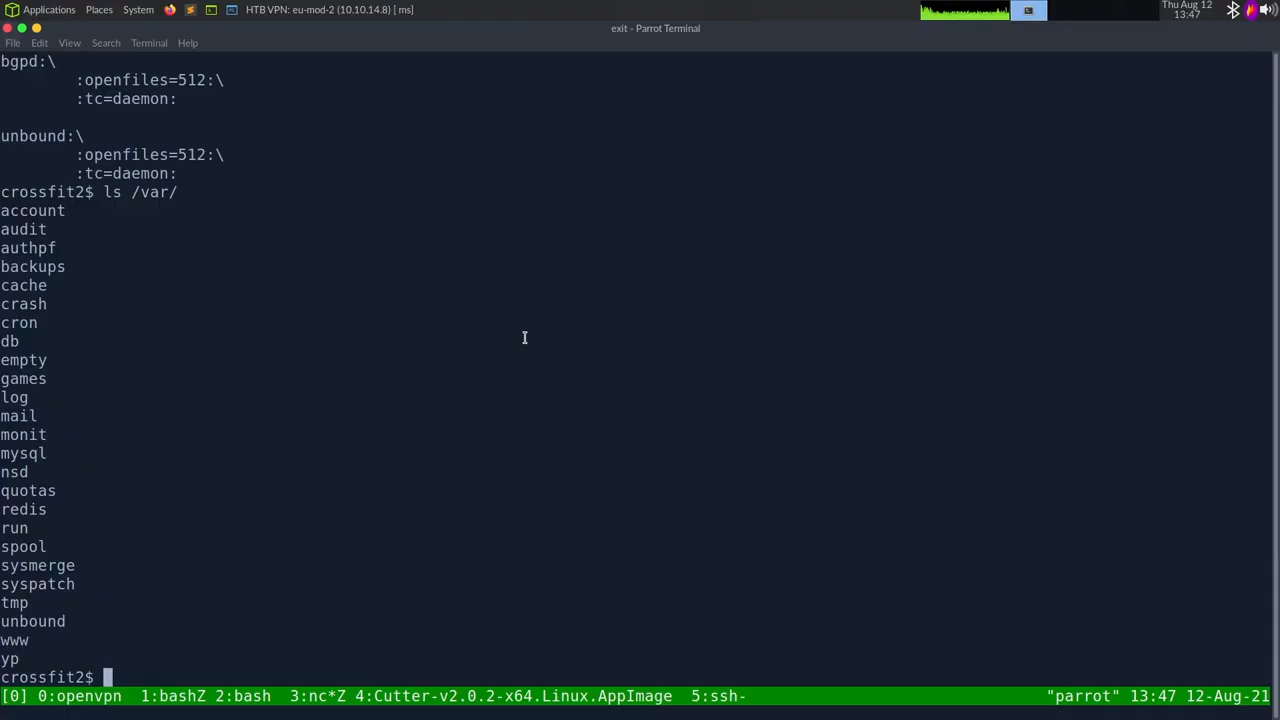 Applications Places System HTB VPN: eu-mod-2 (10.10.14.8) [ ms] Thu Aug 12
13:47
exit - Parrot Terminal
File Edit View Search Terminal Help
bgpd:\
:openfiles=512:\
:tc=daemon:
unbound:\
:openfiles=512:\
:tc=daemon:
crossfit2$ ls /var/
account
audit
authpf
backups
cache
crash
cron
db
empty
games
log
mail
monit
mysql
nsd
quotas
redis
run
spool
sysmerge
syspatch
tmp
unbound
www
yp
crossfit2$
[0] 0:openvpn 1:bashZ 2:bash 3:nc*Z 4:Cutter-v2.0.2-x64.Linux.AppImage 5:ssh- "parrot" 13:47 12-Aug-21